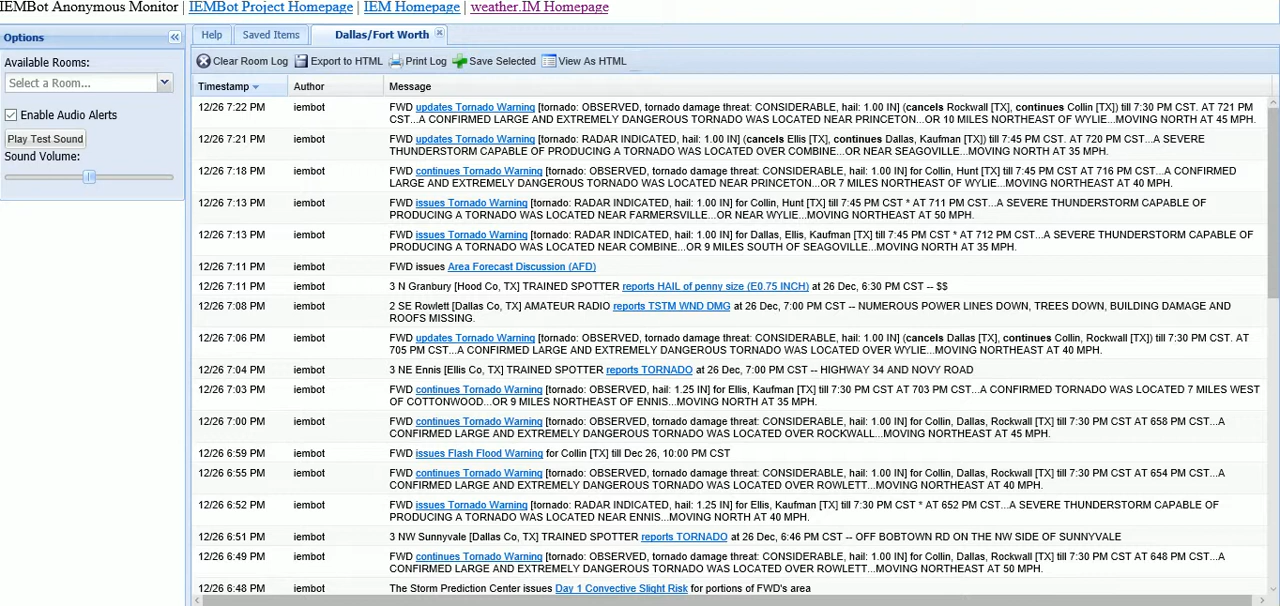 IEMBot Anonymous Monitor | IEMBot Project Homepage | IEM Homepage | weather.IM Homepage
Options
Available Rooms:
Select a Room...
Enable Audio Alerts
Play Test Sound
Sound Volume:
Help Saved Items Dallas/Fort Worth
Clear Room Log Export to HTML Print Log Save Selected View As HTML
Timestamp Author Message
12/26 7:22 PM iembot FWD updates Tornado Warning [tornado: OBSERVED, tornado damage threat: CONSIDERABLE, hail: 1.00 IN] (cancels Rockwall [TX], continues Collin [TX]) till 7:30 PM CST. AT 721 PM
CST...A CONFIRMED LARGE AND EXTREMELY DANGEROUS TORNADO WAS LOCATED NEAR PRINCETON...OR 10 MILES NORTHEAST OF WYLIE...MOVING NORTH AT 45 MPH.
12/26 7:21 PM iembot FWD updates Tornado Warning [tornado: RADAR INDICATED, hail: 1.00 IN] (cancels Ellis [TX], continues Dallas, Kaufman [TX]) till 7:45 PM CST. AT 720 PM CST...A SEVERE
THUNDERSTORM CAPABLE OF PRODUCING A TORNADO WAS LOCATED OVER COMBINE...OR NEAR SEAGOVILLE...MOVING NORTH AT 35 MPH.
12/26 7:18 PM iembot FWD continues Tornado Warning [tornado: OBSERVED, tornado damage threat: CONSIDERABLE, hail: 1.00 IN] for Collin, Hunt [TX] till 7:45 PM CST AT 716 PM CST...A CONFIRMED
LARGE AND EXTREMELY DANGEROUS TORNADO WAS LOCATED NEAR PRINCETON...OR 7 MILES NORTHEAST OF WYLIE...MOVING NORTHEAST AT 40 MPH.
12/26 7:13 PM iembot FWD issues Tornado Warning [tornado: RADAR INDICATED, hail: 1.00 IN] for Collin, Hunt [TX] till 7:45 PM CST * AT 711 PM CST...A SEVERE THUNDERSTORM CAPABLE OF
PRODUCING A TORNADO WAS LOCATED NEAR FARMERSVILLE...OR NEAR WYLIE...MOVING NORTHEAST AT 50 MPH.
12/26 7:13 PM iembot FWD issues Tornado Warning [tornado: RADAR INDICATED, hail: 1.00 IN] for Dallas, Ellis, Kaufman [TX] till 7:45 PM CST * AT 712 PM CST...A SEVERE THUNDERSTORM CAPABLE OF
PRODUCING A TORNADO WAS LOCATED NEAR COMBINE...OR 9 MILES SOUTH OF SEAGOVILLE...MOVING NORTH AT 35 MPH.
12/26 7:11 PM iembot FWD issues Area Forecast Discussion (AFD)
12/26 7:11 PM iembot 3 N Granbury [Hood Co, TX] TRAINED SPOTTER reports HAIL of penny size (E0.75 INCH) at 26 Dec, 6:30 PM CST -- $$
12/26 7:08 PM iembot 2 SE Rowlett [Dallas Co, TX] AMATEUR RADIO reports TSTM WND DMG at 26 Dec, 7:00 PM CST -- NUMEROUS POWER LINES DOWN, TREES DOWN, BUILDING DAMAGE AND
ROOFS MISSING.
12/26 7:06 PM iembot FWD updates Tornado Warning [tornado: OBSERVED, tornado damage threat: CONSIDERABLE, hail: 1.00 IN] (cancels Dallas [TX], continues Collin, Rockwall [TX]) till 7:30 PM CST. AT
705 PM CST...A CONFIRMED LARGE AND EXTREMELY DANGEROUS TORNADO WAS LOCATED OVER WYLIE...MOVING NORTHEAST AT 40 MPH.
12/26 7:04 PM iembot 3 NE Ennis [Ellis Co, TX] TRAINED SPOTTER reports TORNADO at 26 Dec, 7:00 PM CST -- HIGHWAY 34 AND NOVY ROAD
12/26 7:03 PM iembot FWD continues Tornado Warning [tornado: OBSERVED, hail: 1.25 IN] for Ellis, Kaufman [TX] till 7:30 PM CST AT 703 PM CST...A CONFIRMED TORNADO WAS LOCATED 7 MILES WEST
OF COTTONWOOD...OR 9 MILES NORTHEAST OF ENNIS...MOVING NORTH AT 35 MPH.
12/26 7:00 PM iembot FWD continues Tornado Warning [tornado: OBSERVED, tornado damage threat: CONSIDERABLE, hail: 1.00 IN] for Collin, Dallas, Rockwall [TX] till 7:30 PM CST AT 658 PM CST...A
CONFIRMED LARGE AND EXTREMELY DANGEROUS TORNADO WAS LOCATED OVER ROCKWALL...MOVING NORTHEAST AT 45 MPH.
12/26 6:59 PM iembot FWD issues Flash Flood Warning for Collin [TX] till Dec 26, 10:00 PM CST
12/26 6:55 PM iembot FWD continues Tornado Warning [tornado: OBSERVED, tornado damage threat: CONSIDERABLE, hail: 1.00 IN] for Collin, Dallas, Rockwall [TX] till 7:30 PM CST AT 654 PM CST...A
CONFIRMED LARGE AND EXTREMELY DANGEROUS TORNADO WAS LOCATED OVER ROWLETT...MOVING NORTHEAST AT 40 MPH.
12/26 6:52 PM iembot FWD issues Tornado Warning [tornado: RADAR INDICATED, hail: 1.25 IN] for Ellis, Kaufman [TX] till 7:30 PM CST * AT 652 PM CST...A SEVERE THUNDERSTORM CAPABLE OF
PRODUCING A TORNADO WAS LOCATED NEAR ENNIS...MOVING NORTH AT 40 MPH.
12/26 6:51 PM iembot 3 NW Sunnyvale [Dallas Co, TX] TRAINED SPOTTER reports TORNADO at 26 Dec, 6:46 PM CST -- OFF BOBTOWN RD ON THE NW SIDE OF SUNNYVALE
12/26 6:49 PM iembot FWD continues Tornado Warning [tornado: OBSERVED, tornado damage threat: CONSIDERABLE, hail: 1.00 IN] for Collin, Dallas, Rockwall [TX] till 7:30 PM CST AT 648 PM CST...A
CONFIRMED LARGE AND EXTREMELY DANGEROUS TORNADO WAS LOCATED OVER ROWLETT...MOVING NORTHEAST AT 50 MPH.
12/26 6:48 PM iembot The Storm Prediction Center issues Day 1 Convective Slight Risk for portions of FWD's area